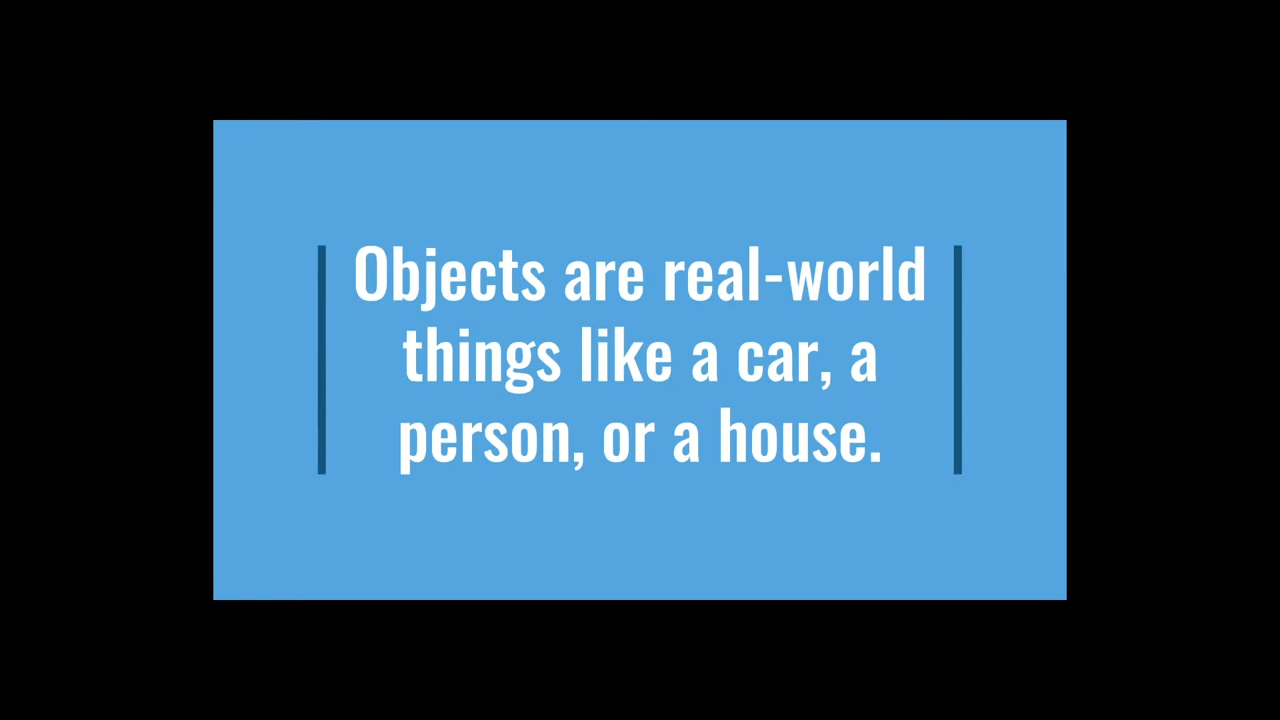 Objects are real-world
things like a car, a
person, or a house.